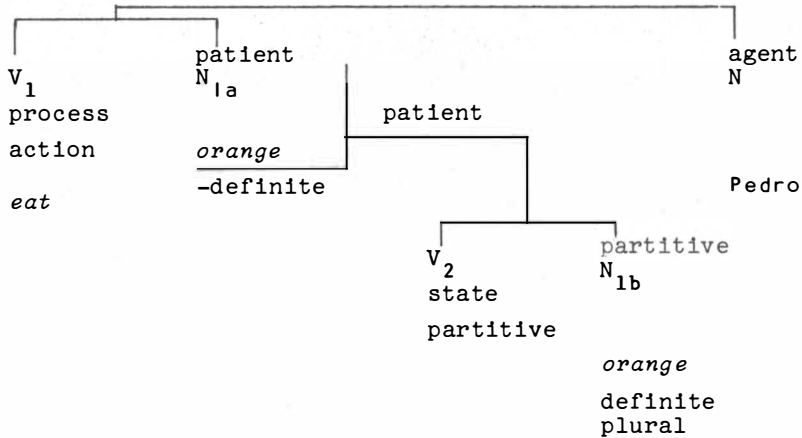 patient agent
V1 N1a N
process patient
action orange
-definite Pedro
eat
partitive
V2 N1b
state
partitive
orange
definite
plural